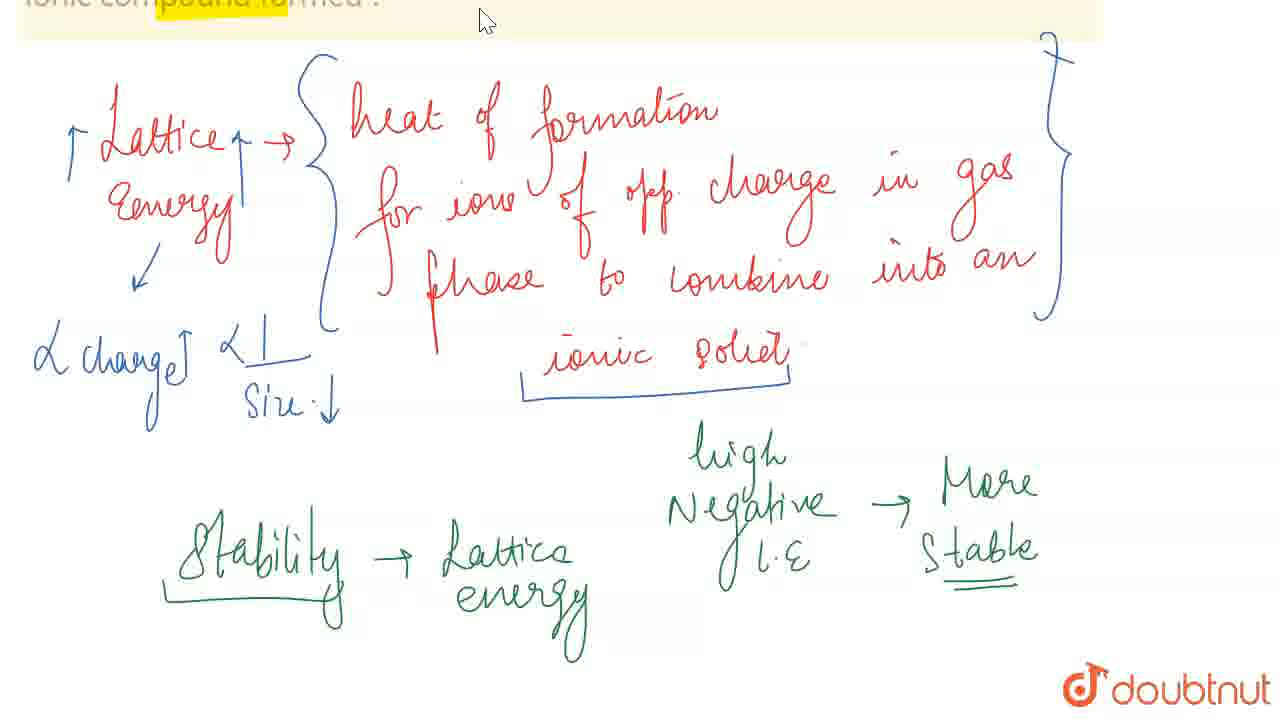 ionic compound formed .
↑ Lattice ↑ → { heat of formation
Eenergy
for ions of opp. charge in gas
phase to combine into an
ionic solid }
α charge↑ α 1/Size ↓
Stability → Lattice
energy
high
Negative → More
L.E Stable
doubtnut